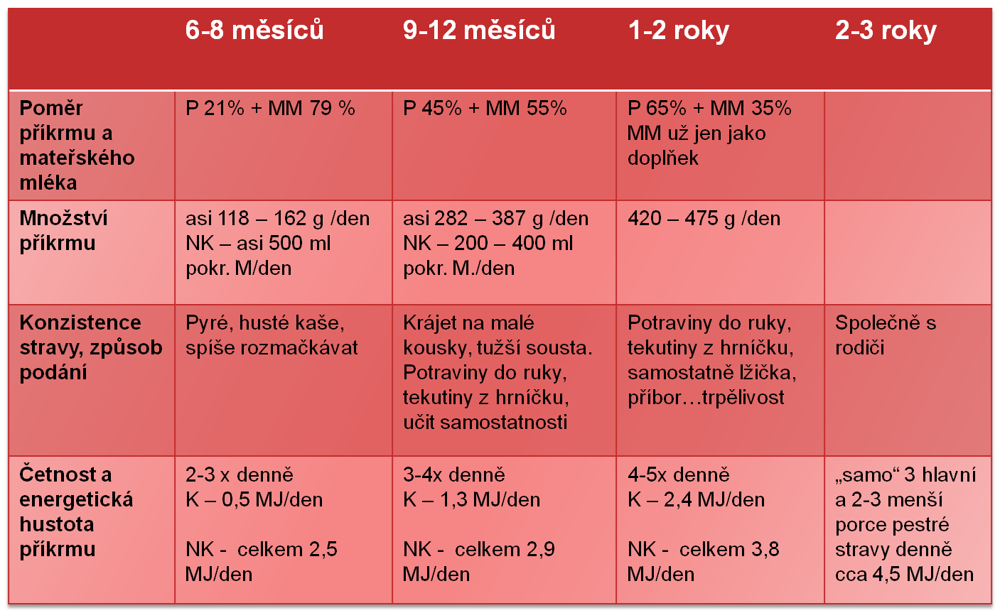 6-8 měsíců
9-12 měsíců
1-2 roky
2-3 roky
Poměr
příkrmu a
mateřského
mléka
P 21% + MM 79 %
P 45% + MM 55%
P 65% + MM 35%
MM už jen jako
doplňek
Množství
příkrmu
asi 118 – 162 g /den
NK – asi 500 ml
pokr. M/den
asi 282 – 387 g /den
NK – 200 – 400 ml
pokr. M./den
420 – 475 g /den
Konzistence
stravy, způsob
podání
Pyré, husté kaše,
spíše rozmačkávat
Krájet na malé
kousky, tužší sousta.
Potraviny do ruky,
tekutiny z hrníčku,
učit samostatnosti
Potraviny do ruky,
tekutiny z hrníčku,
samostatně lžička,
příbor…trpělivost
Společně s
rodiči
Četnost a
energetická
hustota
příkrmu
2-3 x denně
K – 0,5 MJ/den
NK -  celkem 2,5
MJ/den
3-4x denně
K – 1,3 MJ/den
NK -  celkem 2,9
MJ/den
4-5x denně
K – 2,4 MJ/den
NK -  celkem 3,8
MJ/den
„samo“ 3 hlavní
a 2-3 menší
porce pestré
stravy denně
cca 4,5 MJ/den